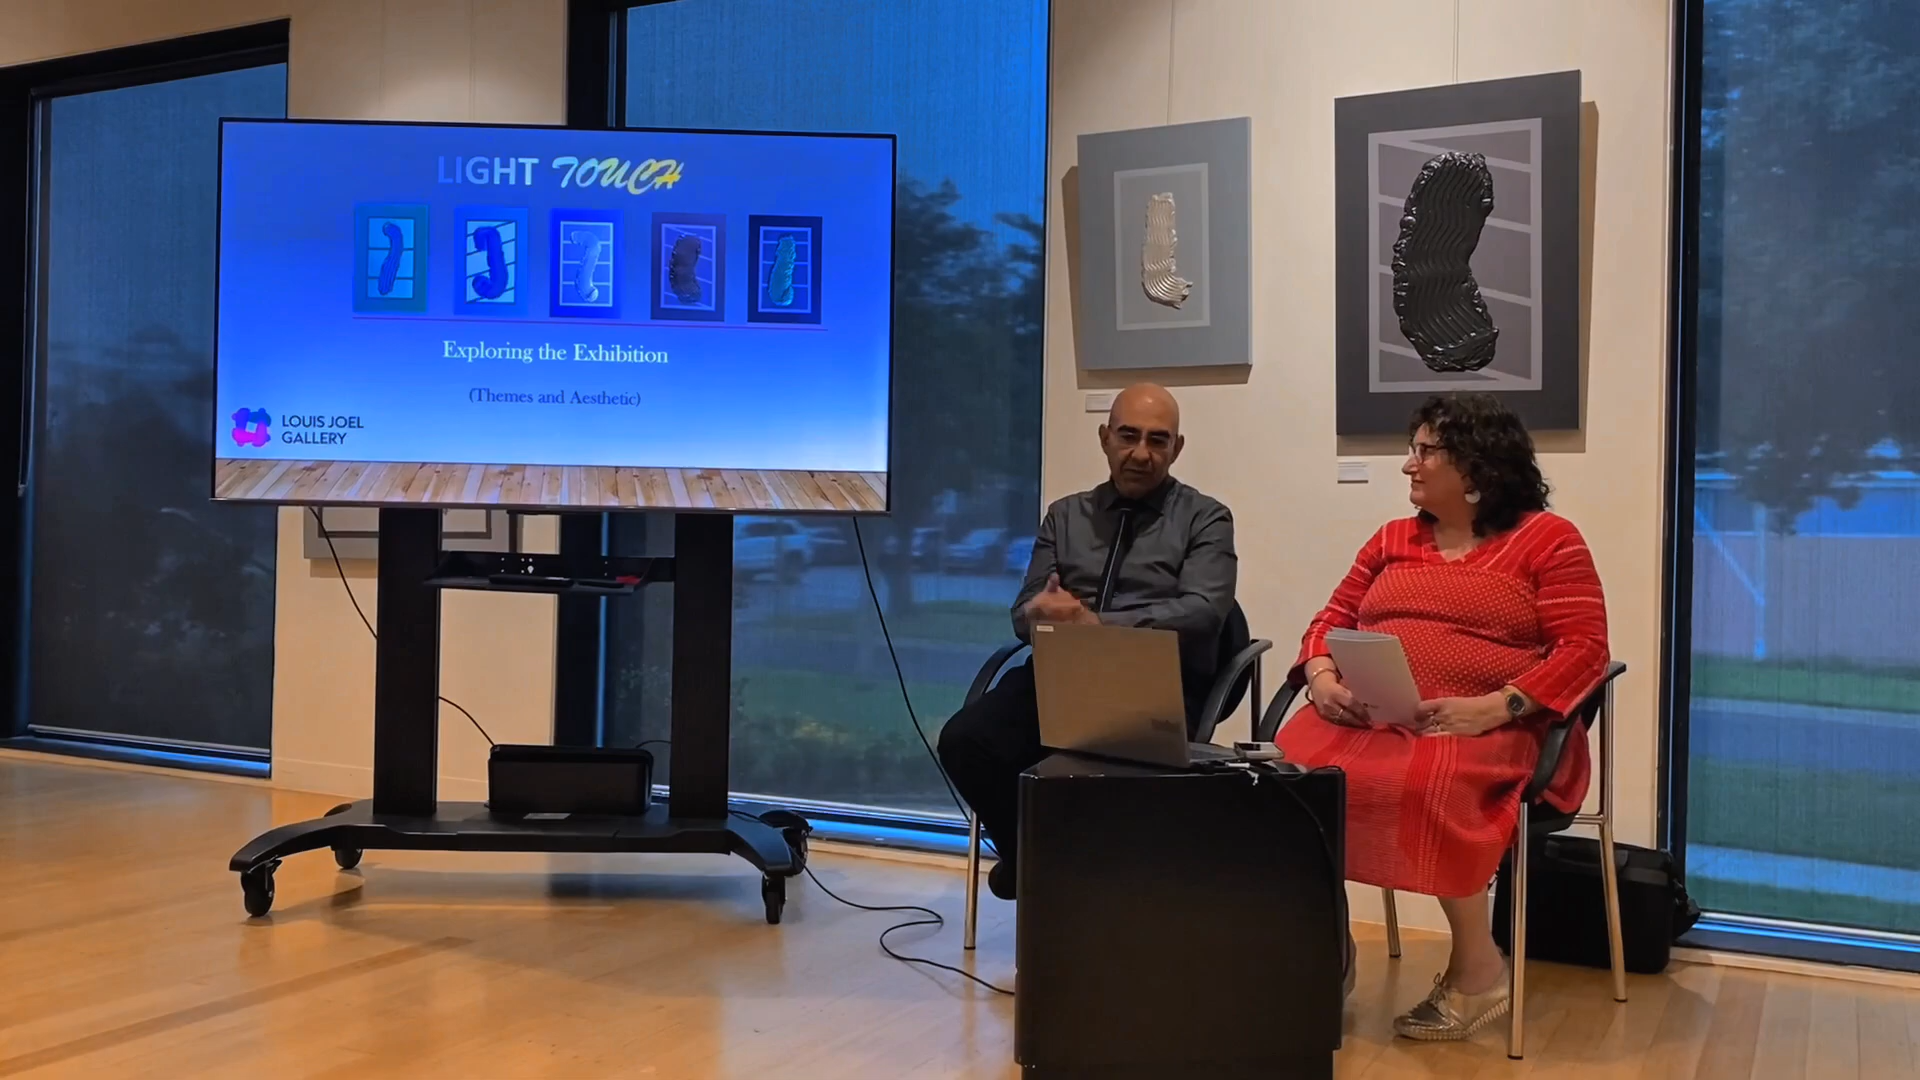 LIGHT TOUCH
Exploring the Exhibition
(Themes and Aesthetic)
LOUIS JOEL
GALLERY